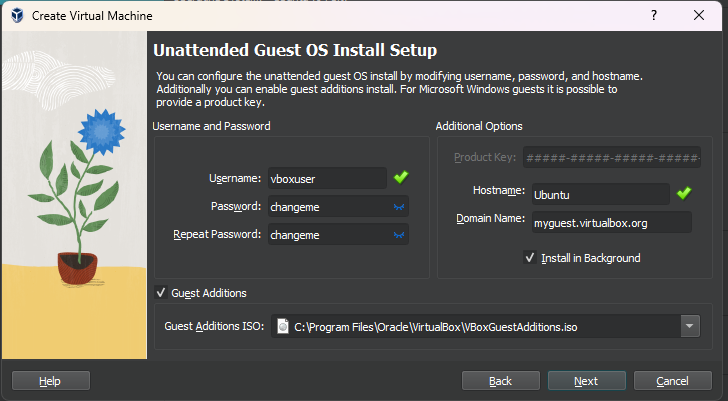 Create Virtual Machine
Unattended Guest OS Install Setup
You can configure the unattended guest OS install by modifying username, password, and hostname.
Additionally you can enable guest additions install. For Microsoft Windows guests it is possible to
provide a product key.
Username and Password
Username: vboxuser
Password: changeme
Repeat Password: changeme
Additional Options
Product Key: #####-#####-#####-#####-
Hostname: Ubuntu
Domain Name: myguest.virtualbox.org
Install in Background
Guest Additions
Guest Additions ISO: C:\Program Files\Oracle\VirtualBox\VBoxGuestAdditions.iso
Help
Back
Next
Cancel